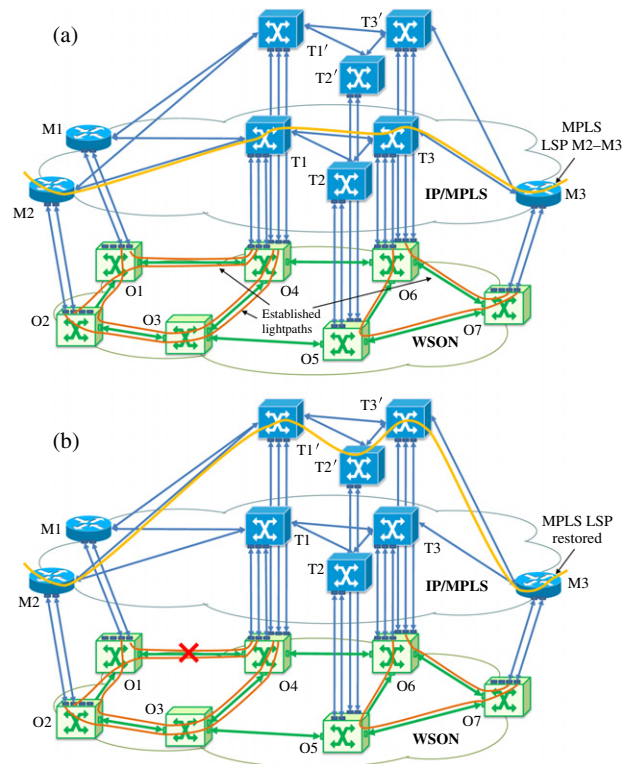 (a)
T3′
T1′
T2′
M1
MPLS
LSP M2–M3
T1
T3
T2
M2
M3
IP/MPLS
O1
O4
O6
Established
lightpaths
O2
O3
O7
O5
WSON
(b)
T3′
T1′
T2′
M1
MPLS LSP
restored
T1
T3
T2
IP/MPLS
M2
M3
O1
O4
O6
O3
O2
O7
O5
WSON